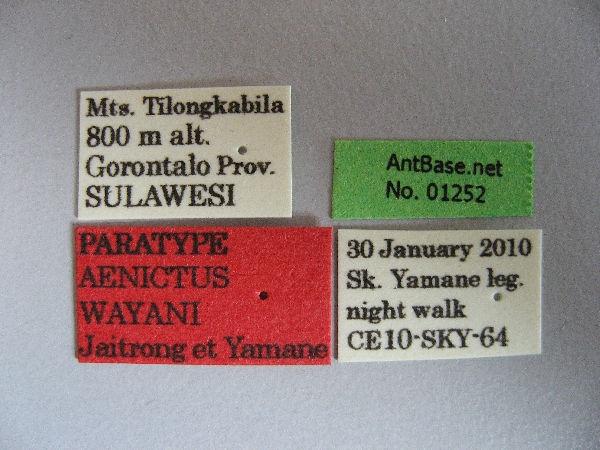 Mts. Tilongkabila
800 m alt.
Gorontalo Prov.
SULAWESI
AntBase.net
No. 01252
PARATYPE
AENICTUS
WAYANI
Jaitrong et Yamane
30 January 2010
Sk. Yamane leg.
night walk
CE10-SKY-64